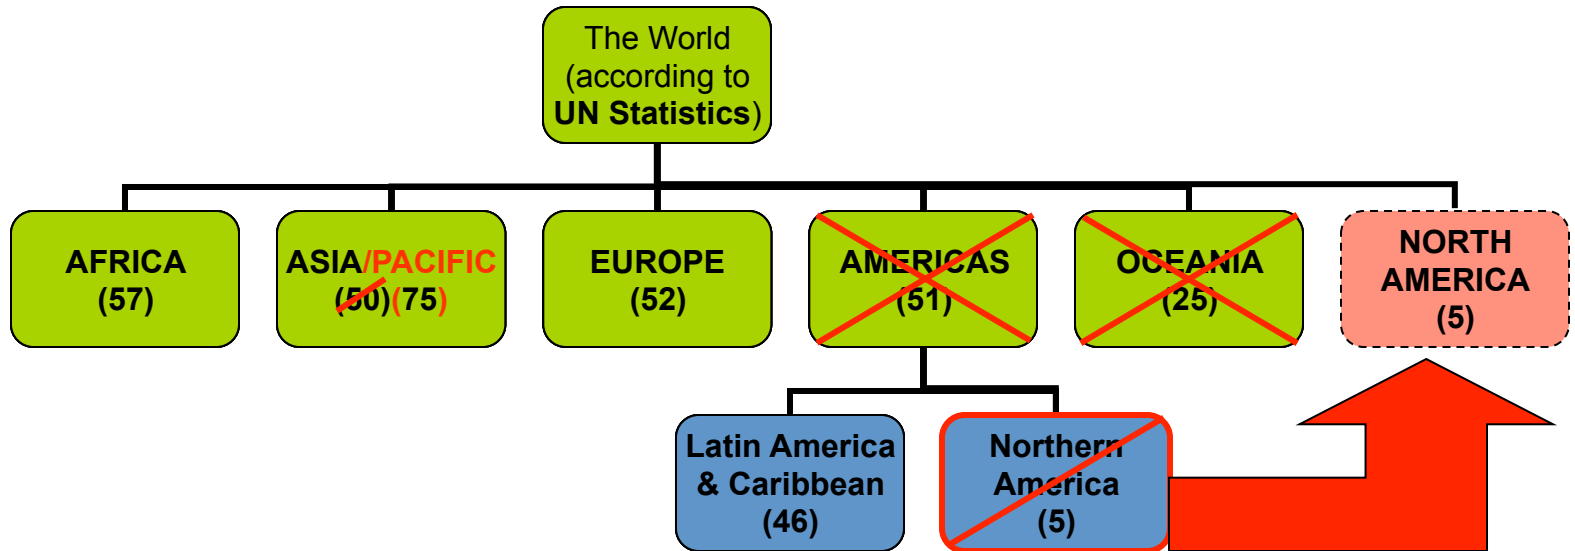 The World
(according to
UN Statistics)
AFRICA
(57)
ASIA/PACIFIC
(50)(75)
EUROPE
(52)
AMERICAS
(51)
OCEANIA
(25)
NORTH
AMERICA
(5)
Latin America
& Caribbean
(46)
Northern
America
(5)